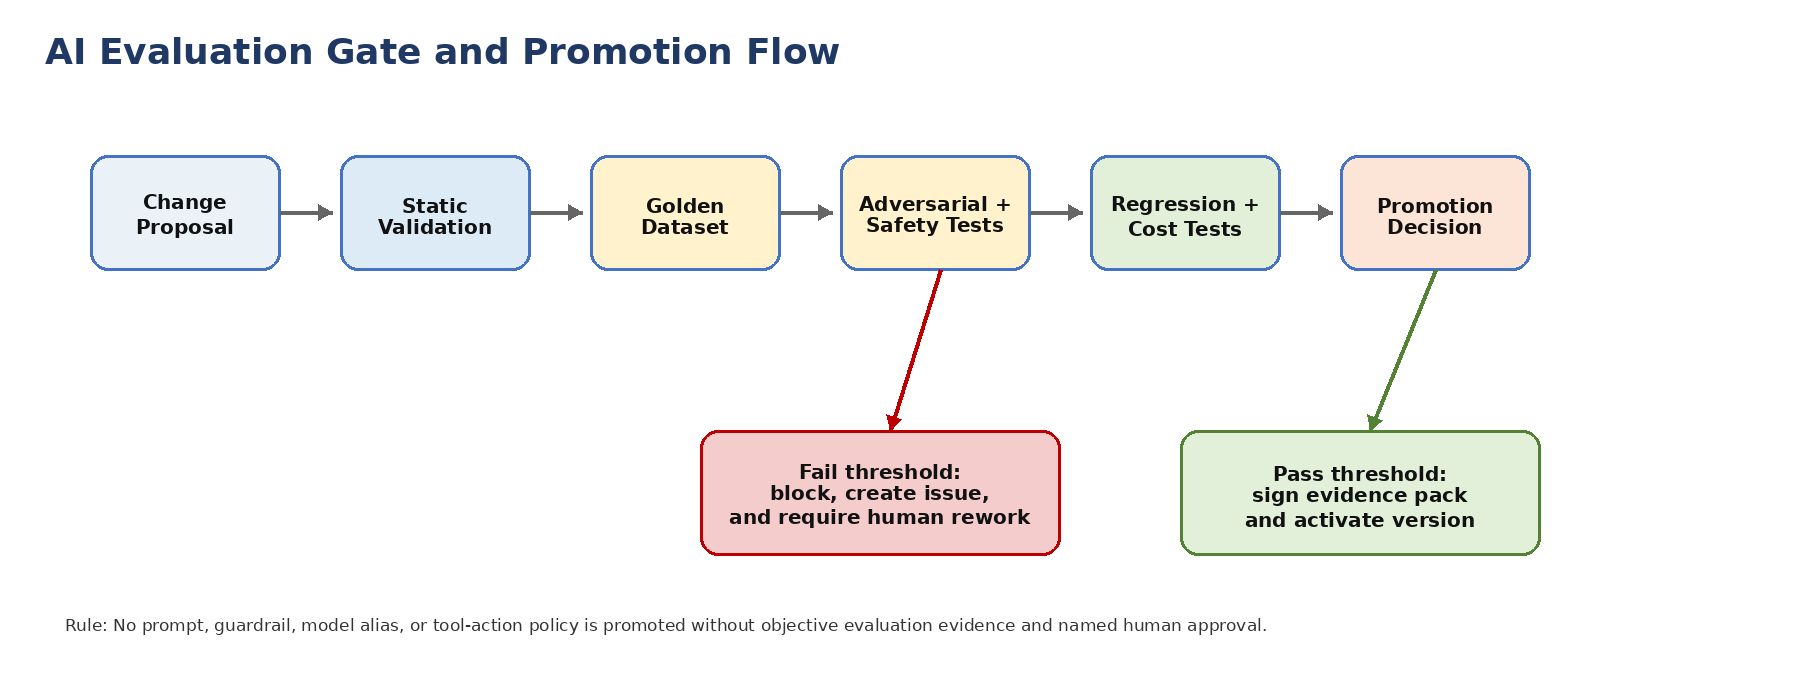 AI Evaluation Gate and Promotion Flow
Change
Proposal
Static
Validation
Golden
Dataset
Adversarial +
Safety Tests
Regression +
Cost Tests
Promotion
Decision
Fail threshold:
block, create issue,
and require human rework
Pass threshold:
sign evidence pack
and activate version
Rule: No prompt, guardrail, model alias, or tool-action policy is promoted without objective evaluation evidence and named human approval.